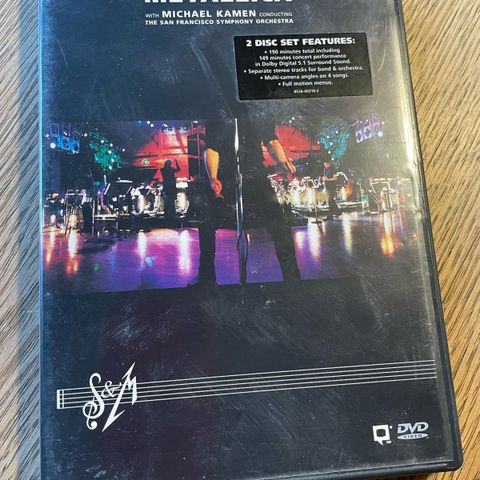 METALLICA
WITH MICHAEL KAMEN CONDUCTING
THE SAN FRANCISCO SYMPHONY ORCHESTRA
2 DISC SET FEATURES:
• 190 minutes total including
149 minutes concert performance
in Dolby Digital 5.1 Surround Sound.
• Separate stereo tracks for band & orchestra.
• Multi-camera angles on 4 songs.
• Full motion menus.
S&M
DVD
VIDEO